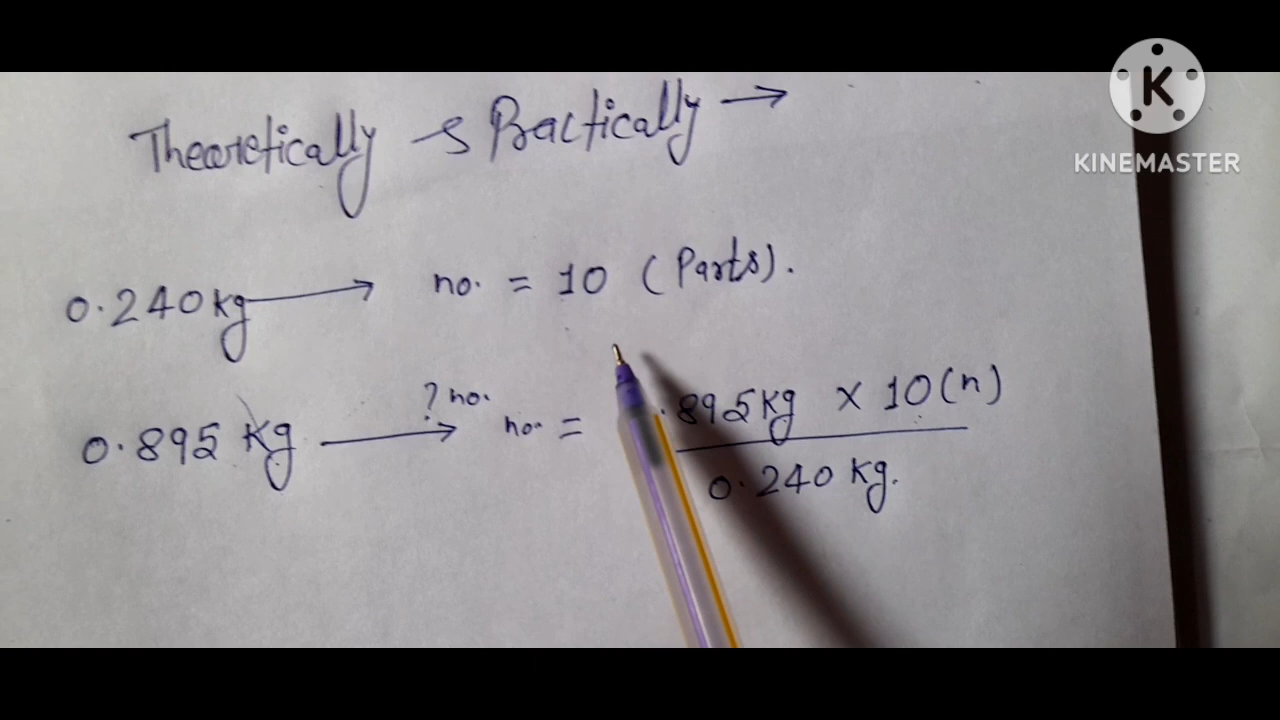 K
KINEMASTER
Theoretically & Practically →
0.240 kg → no. = 10 (Parts).
0.895 kg → ? no. no. = .895 kg × 10 (n)
0.240 kg.